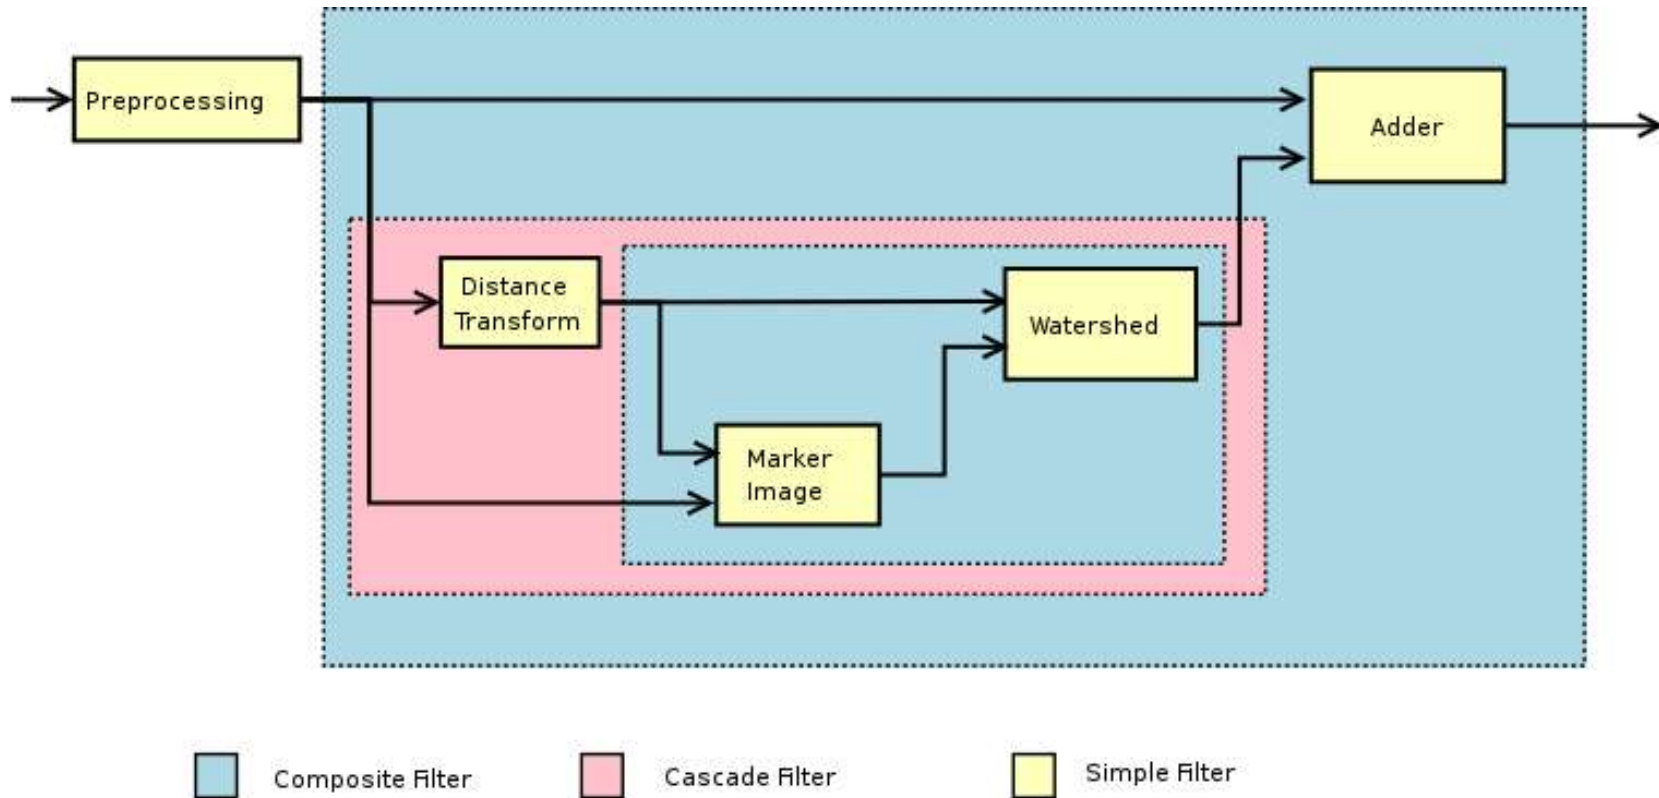 Preprocessing
Adder
Distance
Transform
Watershed
Marker
Image
Composite Filter
Cascade Filter
Simple Filter